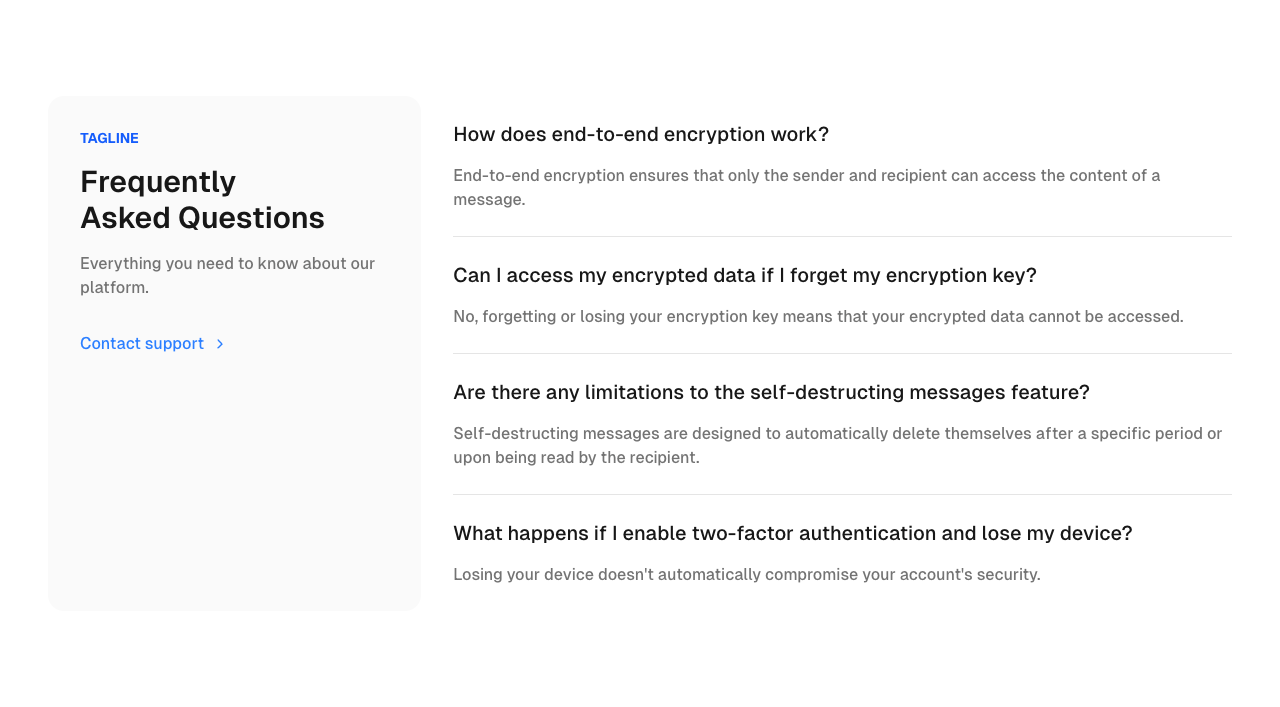 TAGLINE
Frequently
Asked Questions
Everything you need to know about our
platform.
Contact support
How does end-to-end encryption work?
End-to-end encryption ensures that only the sender and recipient can access the content of a
message.
Can I access my encrypted data if I forget my encryption key?
No, forgetting or losing your encryption key means that your encrypted data cannot be accessed.
Are there any limitations to the self-destructing messages feature?
Self-destructing messages are designed to automatically delete themselves after a specific period or
upon being read by the recipient.
What happens if I enable two-factor authentication and lose my device?
Losing your device doesn't automatically compromise your account's security.